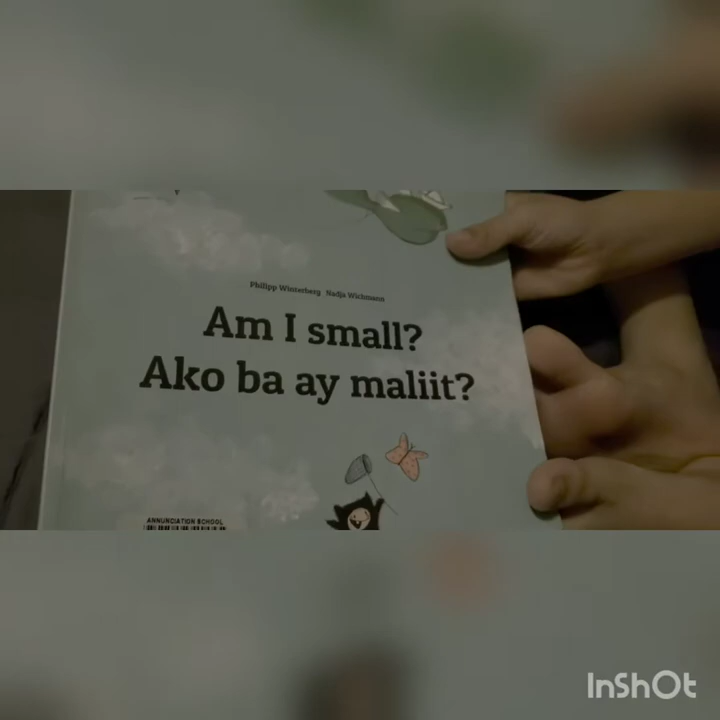 Philipp Winterberg Nadja Wichmann
Am I small?
Ako ba ay maliit?
ANNUNCIATION SCHOOL
InShOt